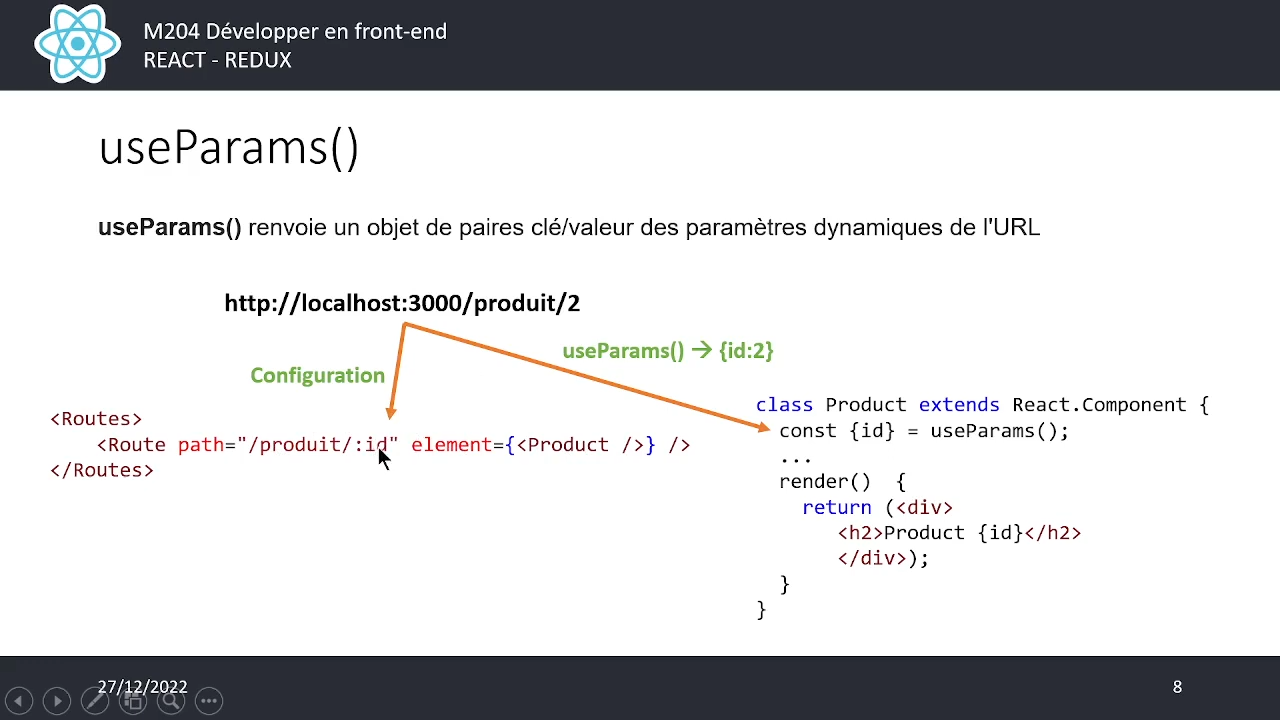 M204 Développer en front-end
REACT - REDUX
useParams()
useParams() renvoie un objet de paires clé/valeur des paramètres dynamiques de l'URL
http://localhost:3000/produit/2
useParams() → {id:2}
Configuration
<Routes>
<Route path="/produit/:id" element={<Product />} />
</Routes>
class Product extends React.Component {
const {id} = useParams();
...
render() {
return (<div>
<h2>Product {id}</h2>
</div>);
}
}
27/12/2022
8